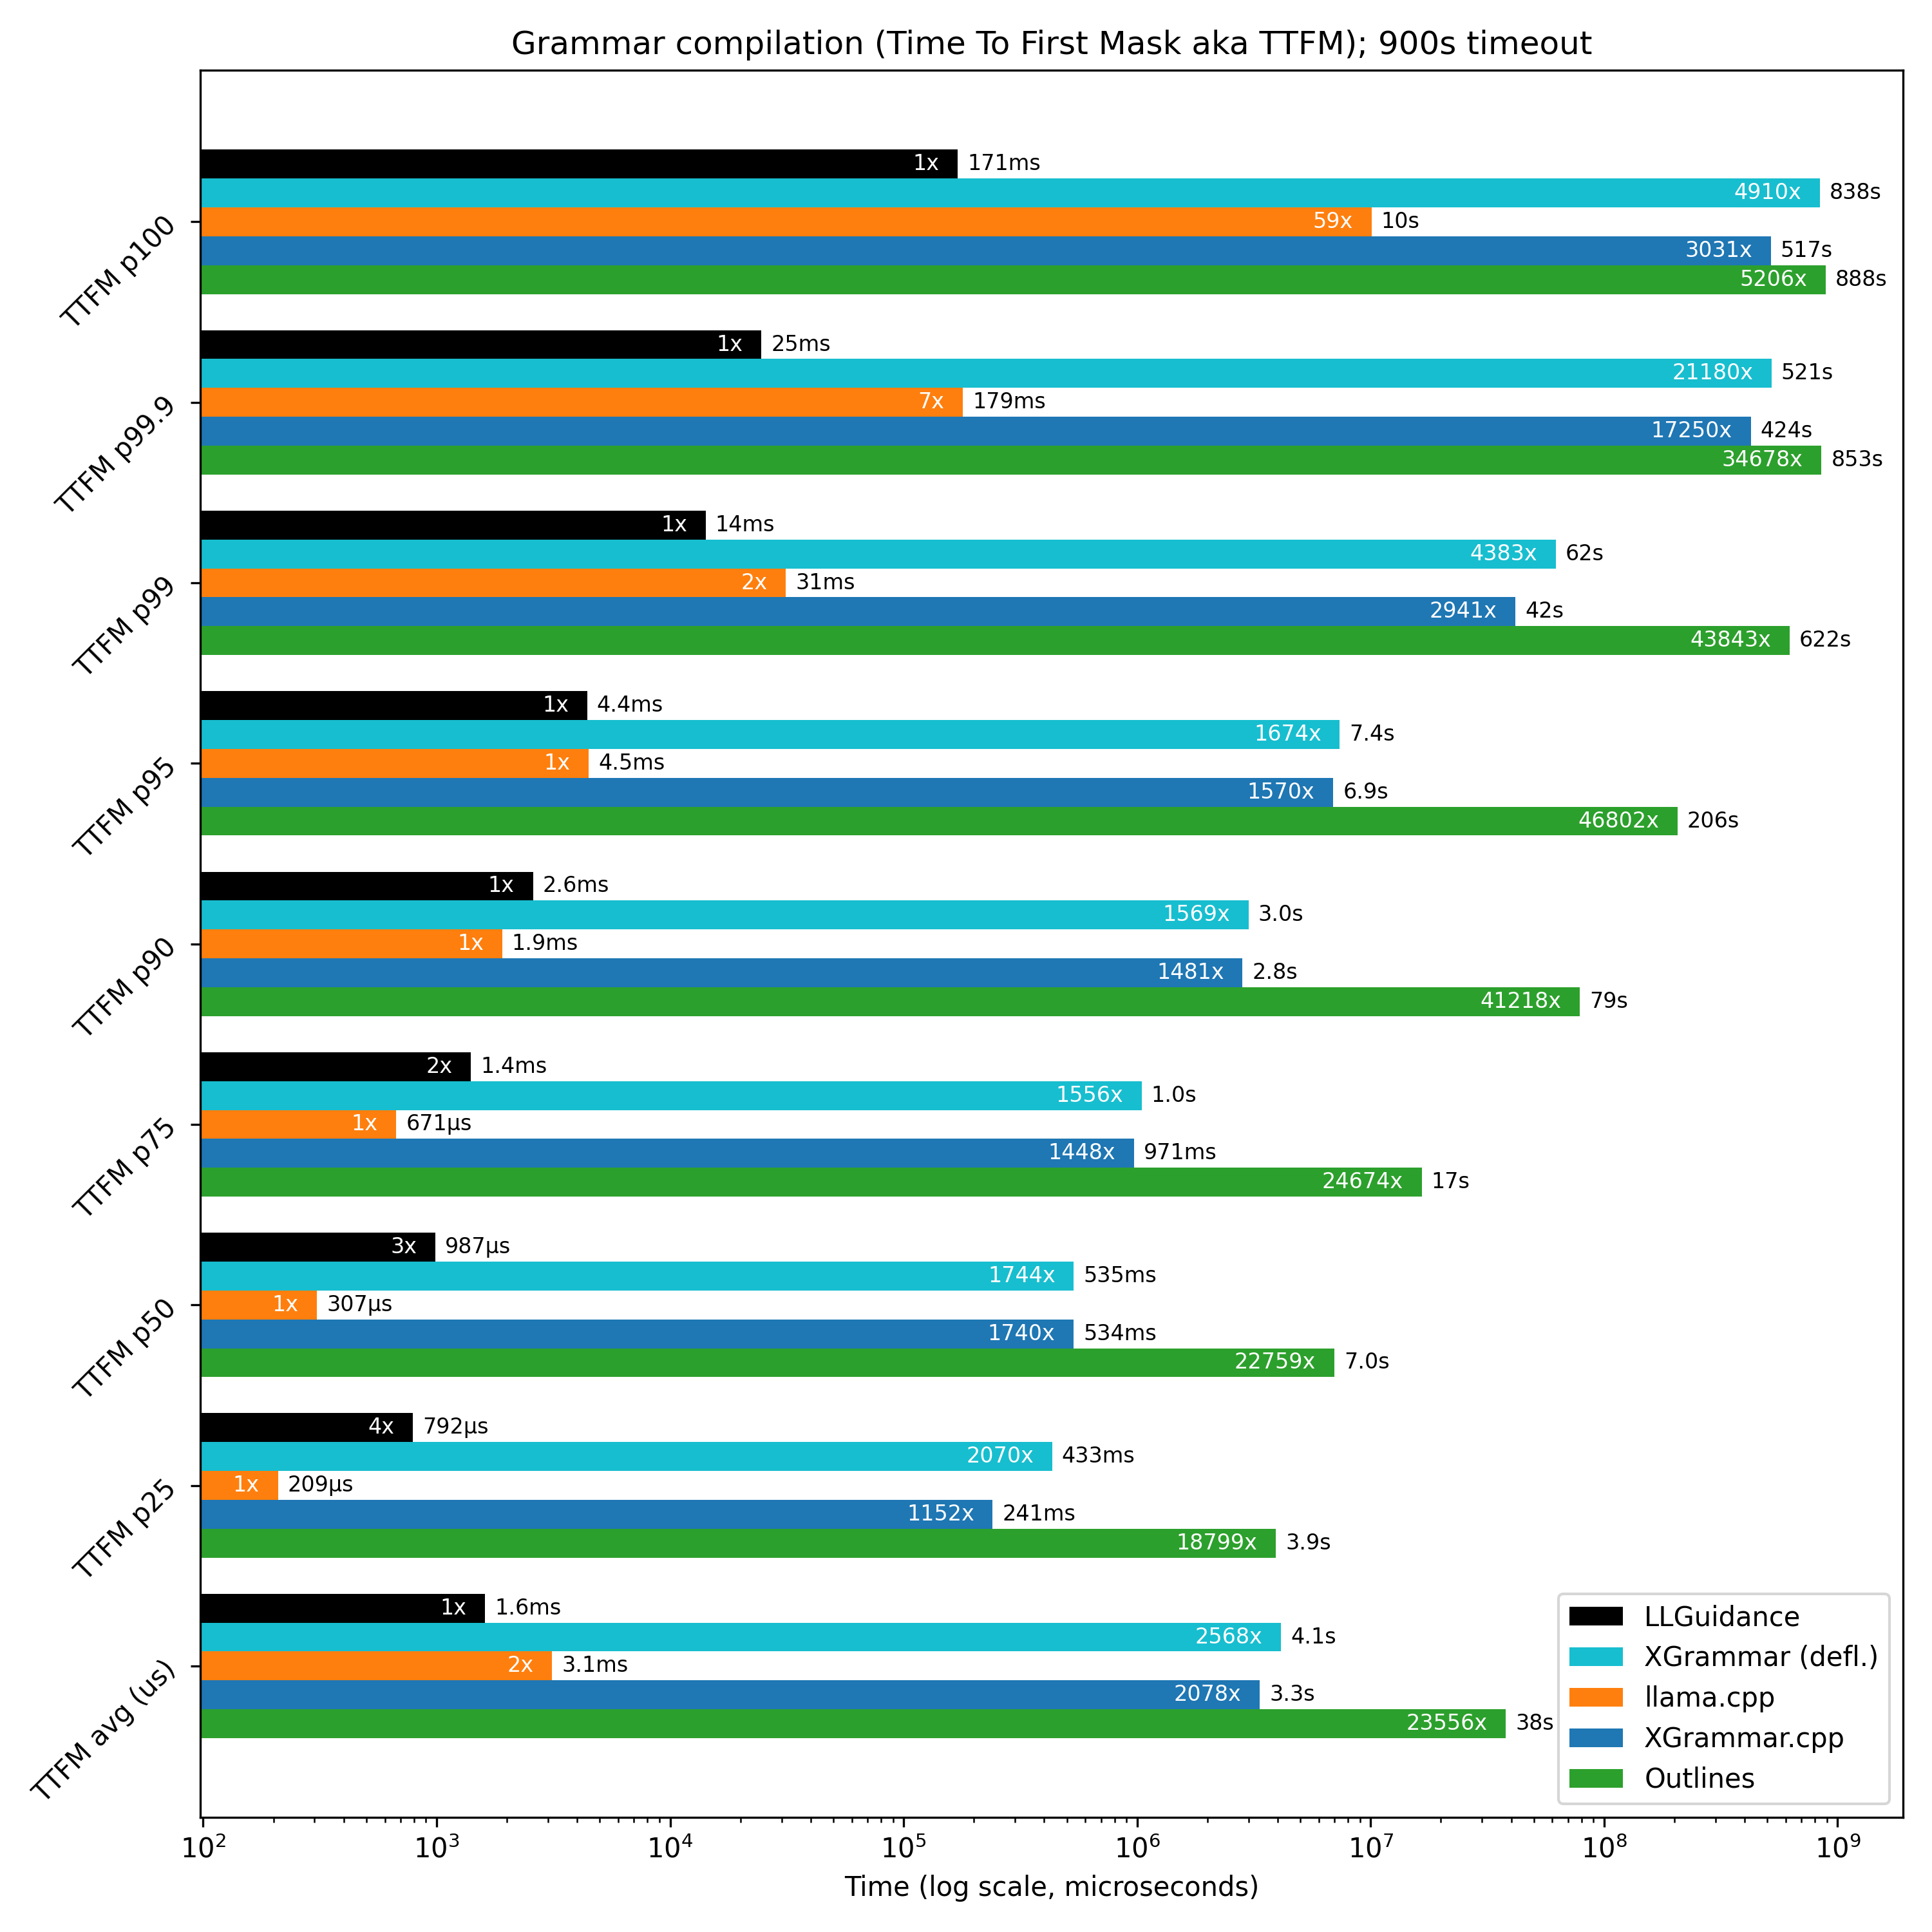 Grammar compilation (Time To First Mask aka TTFM); 900s timeout
TTFM p100
1x 171ms
4910x 838s
59x 10s
3031x 517s
5206x 888s
TTFM p99.9
1x 25ms
21180x 521s
7x 179ms
17250x 424s
34678x 853s
TTFM p99
1x 14ms
4383x 62s
2x 31ms
2941x 42s
43843x 622s
TTFM p95
1x 4.4ms
1674x 7.4s
1x 4.5ms
1570x 6.9s
46802x 206s
TTFM p90
1x 2.6ms
1569x 3.0s
1x 1.9ms
1481x 2.8s
41218x 79s
TTFM p75
2x 1.4ms
1556x 1.0s
1x 671µs
1448x 971ms
24674x 17s
TTFM p50
3x 987µs
1744x 535ms
1x 307µs
1740x 534ms
22759x 7.0s
TTFM p25
4x 792µs
2070x 433ms
1x 209µs
1152x 241ms
18799x 3.9s
TTFM avg (us)
1x 1.6ms
2568x 4.1s
2x 3.1ms
2078x 3.3s
23556x 38s
LLGuidance
XGrammar (defl.)
llama.cpp
XGrammar.cpp
Outlines
10² 10³ 10⁴ 10⁵ 10⁶ 10⁷ 10⁸ 10⁹
Time (log scale, microseconds)